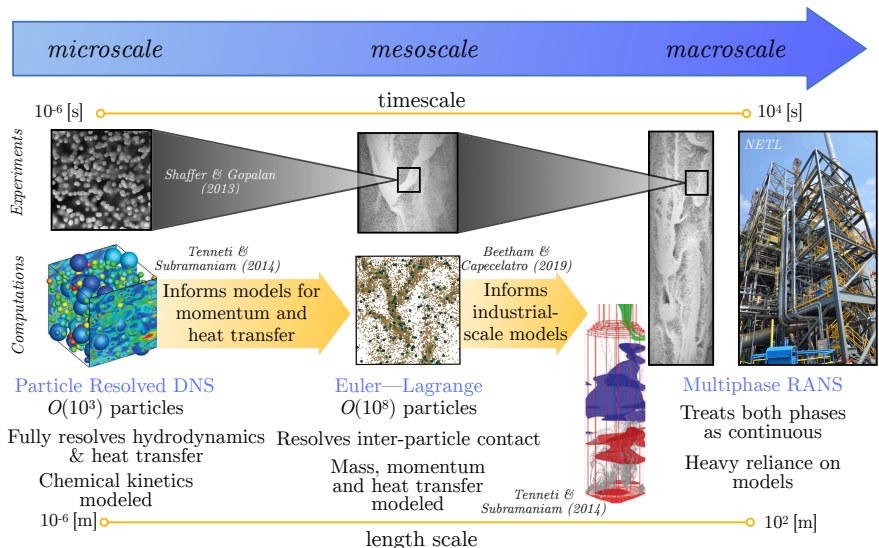 microscale mesoscale macroscale
10⁻⁶ [s] timescale 10⁴ [s]
Experiments
Shaffer & Gopalan
(2013)
NETL
Computations
Tenneti &
Subramaniam (2014)
Informs models for
momentum and
heat transfer
Beetham &
Capecelatro (2019)
Informs
industrial-
scale models
Particle Resolved DNS
O(10³) particles
Fully resolves hydrodynamics
& heat transfer
Chemical kinetics
modeled
Euler—Lagrange
O(10⁸) particles
Resolves inter-particle contact
Mass, momentum
and heat transfer
modeled
Tenneti &
Subramaniam (2014)
Multiphase RANS
Treats both phases
as continuous
Heavy reliance on
models
10⁻⁶ [m] length scale 10² [m]